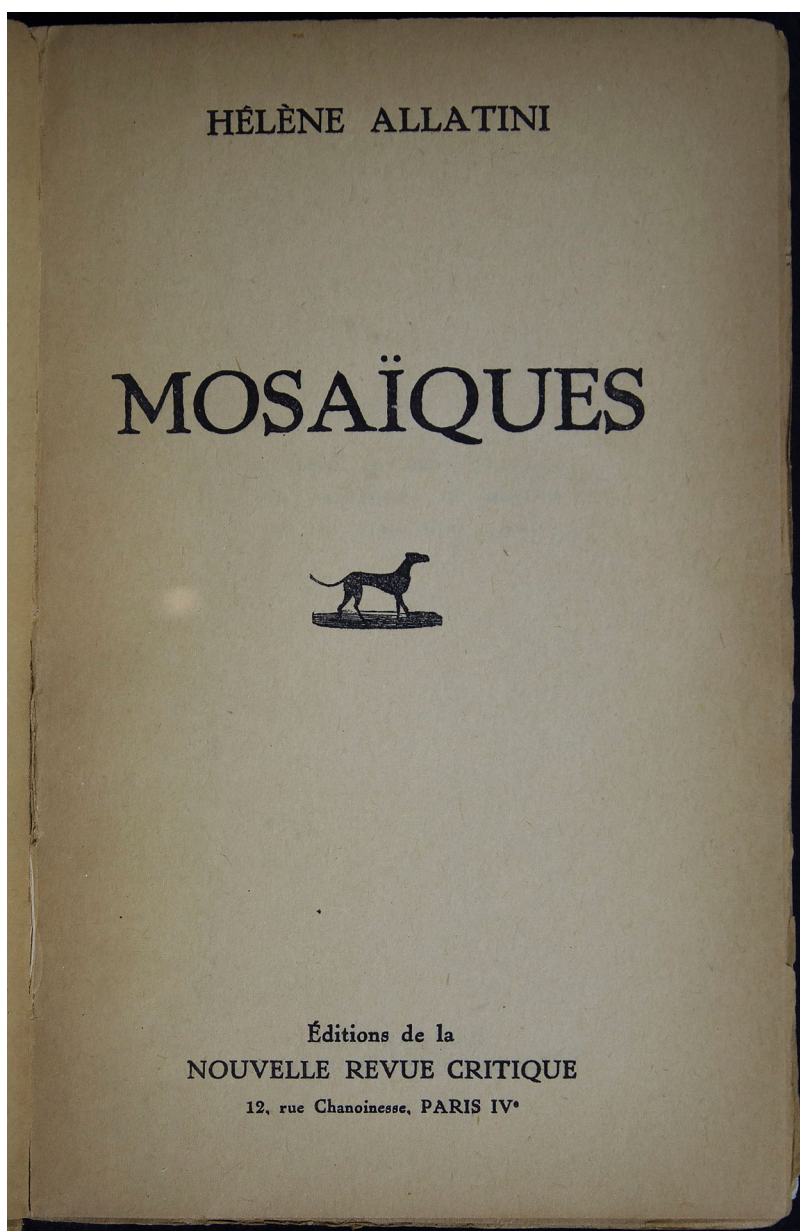 HÉLÈNE ALLATINI
MOSAÏQUES
Éditions de la
NOUVELLE REVUE CRITIQUE
12, rue Chanoinesse, PARIS IVᵉ